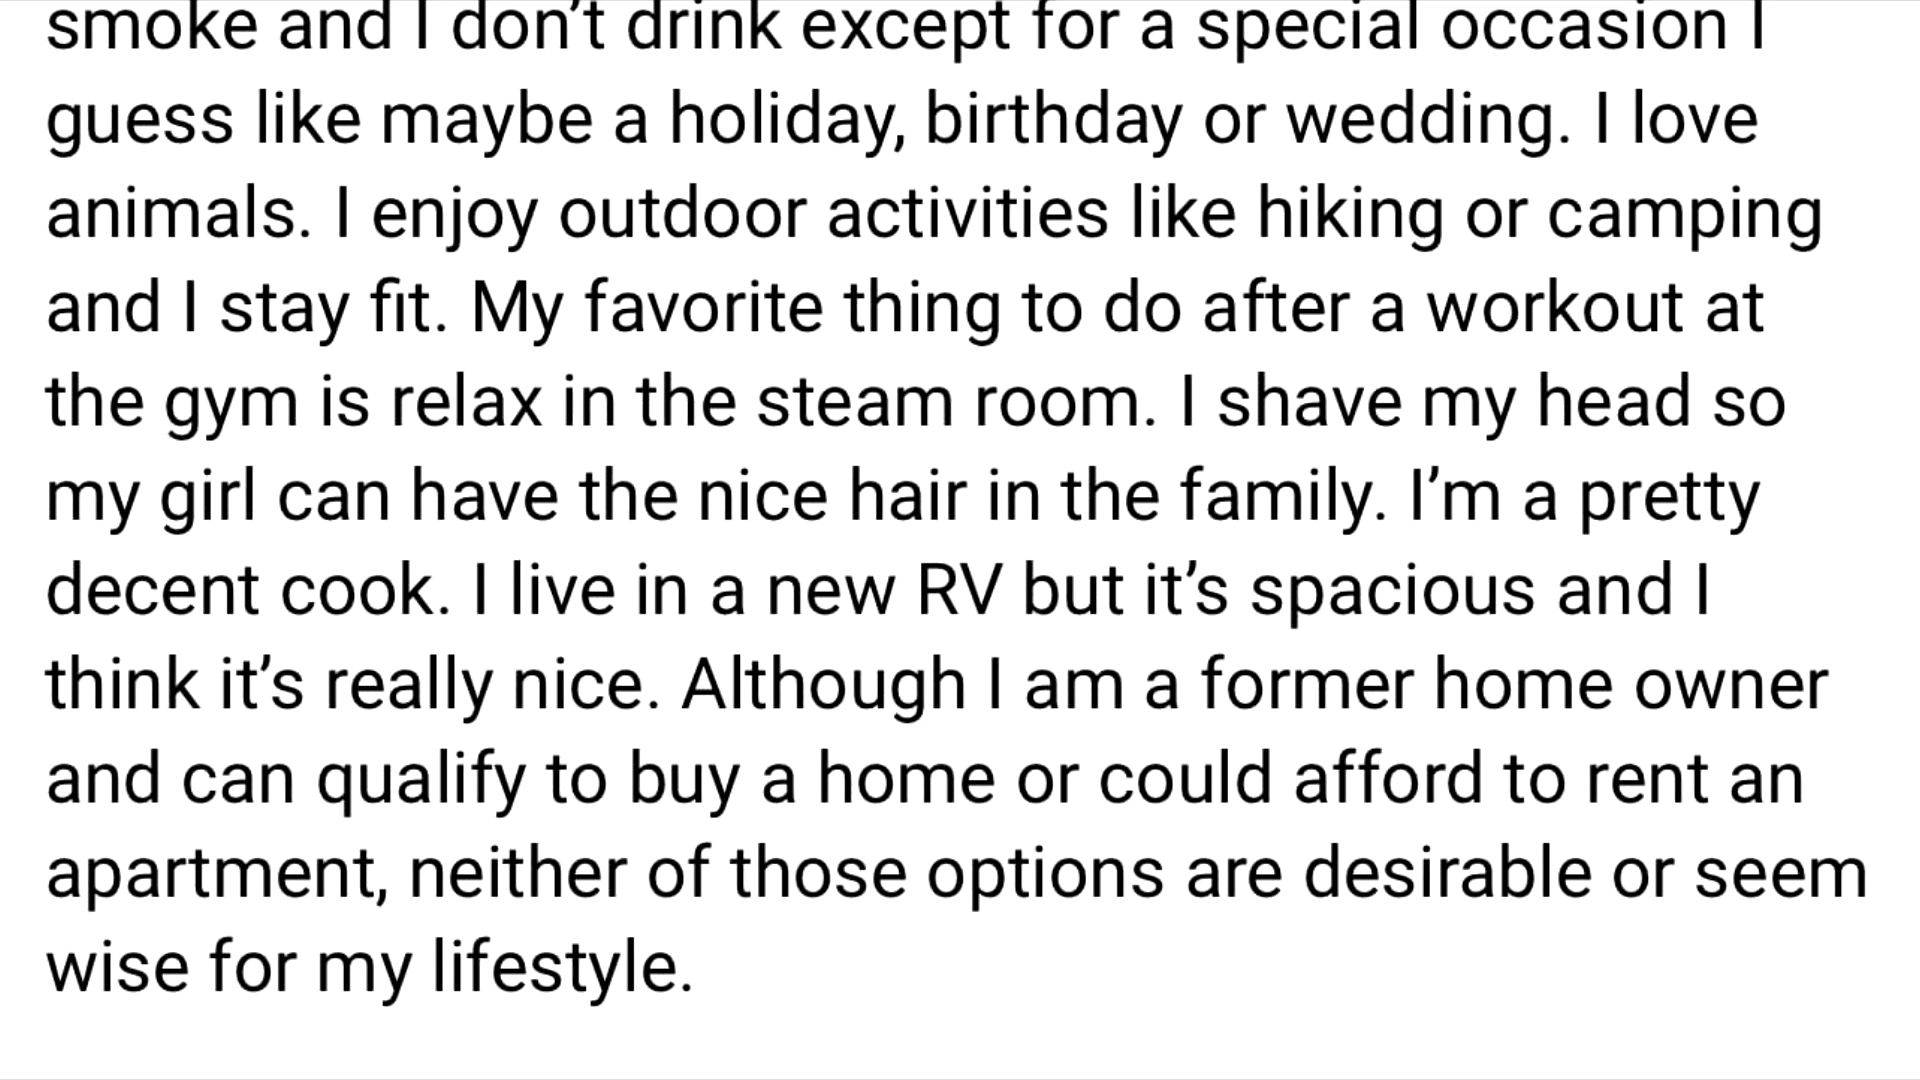 smoke and I don’t drink except for a special occasion I
guess like maybe a holiday, birthday or wedding. I love
animals. I enjoy outdoor activities like hiking or camping
and I stay fit. My favorite thing to do after a workout at
the gym is relax in the steam room. I shave my head so
my girl can have the nice hair in the family. I’m a pretty
decent cook. I live in a new RV but it’s spacious and I
think it’s really nice. Although I am a former home owner
and can qualify to buy a home or could afford to rent an
apartment, neither of those options are desirable or seem
wise for my lifestyle.